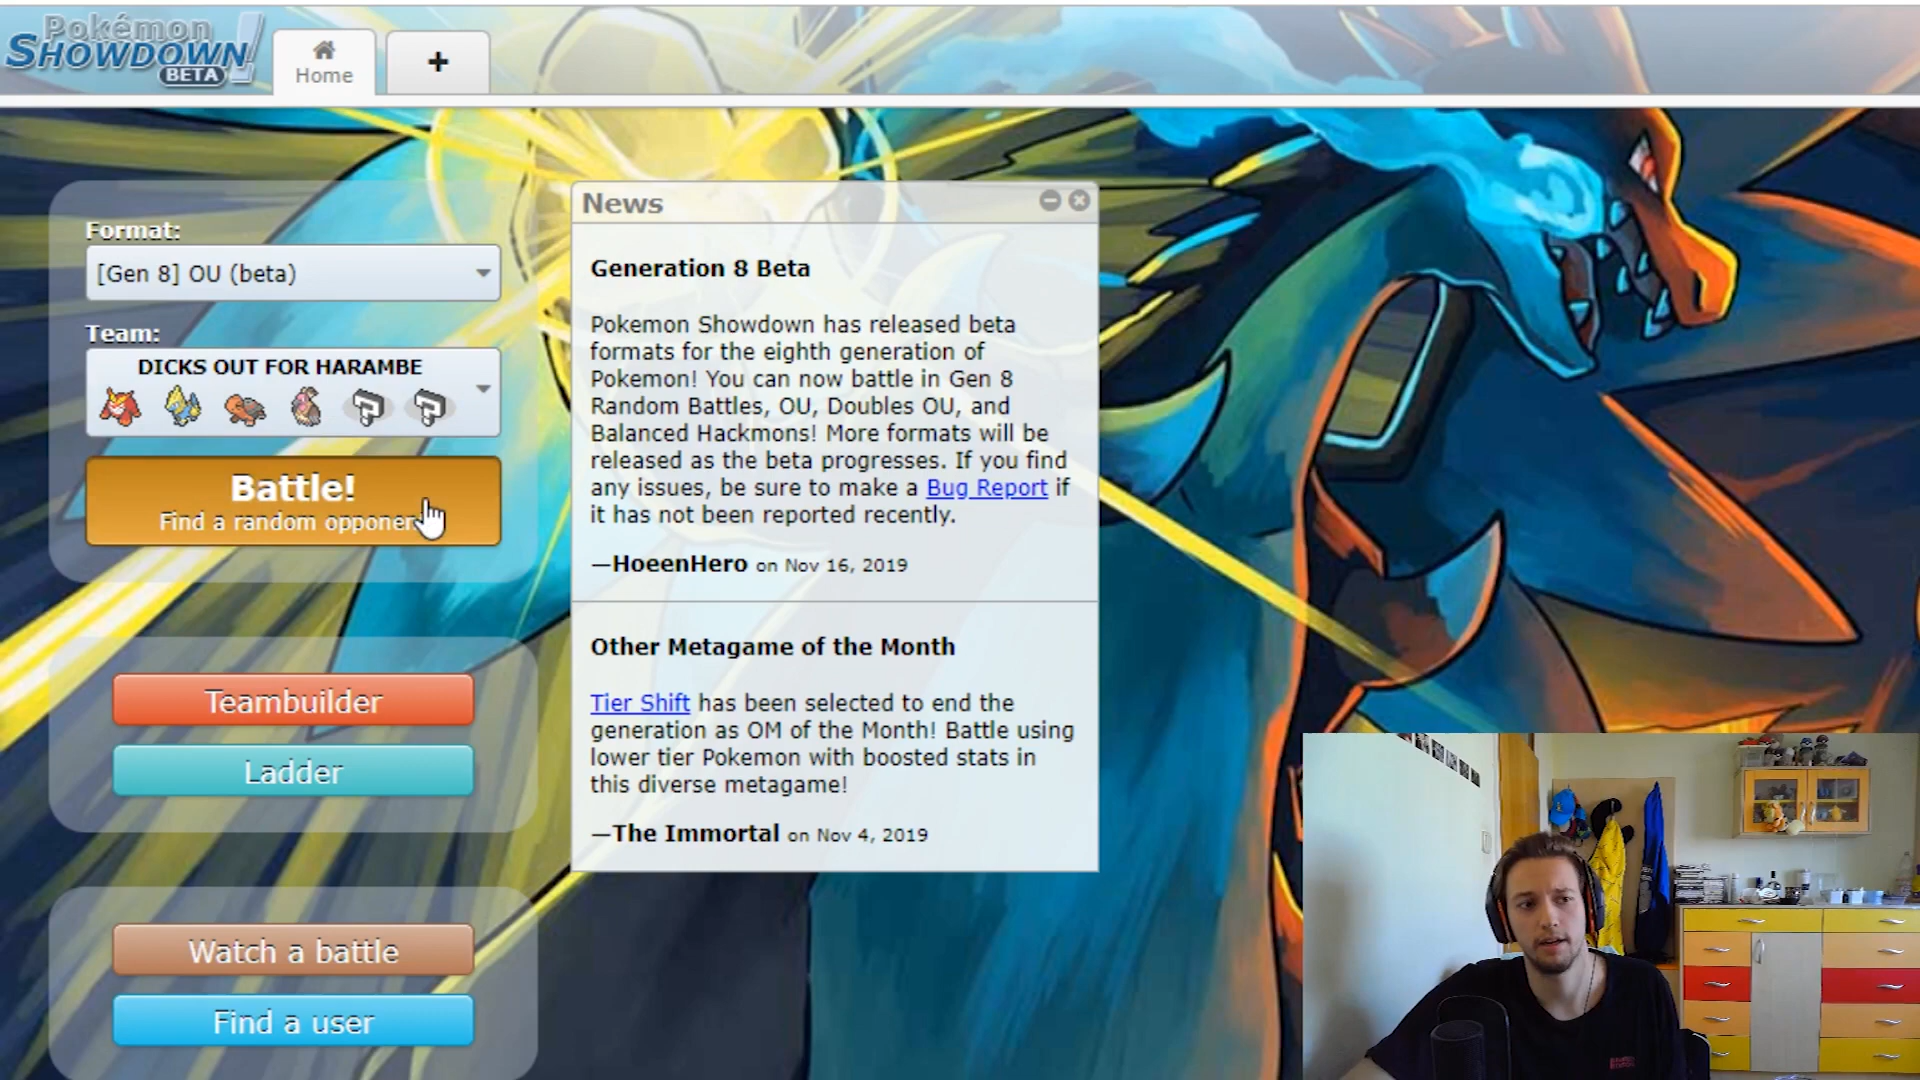 Pokémon
SHOWDOWN!
BETA
Home
+
Format:
[Gen 8] OU (beta)
Team:
DICKS OUT FOR HARAMBE
Battle!
Find a random opponen
Teambuilder
Ladder
Watch a battle
Find a user
News
Generation 8 Beta
Pokemon Showdown has released beta
formats for the eighth generation of
Pokemon! You can now battle in Gen 8
Random Battles, OU, Doubles OU, and
Balanced Hackmons! More formats will be
released as the beta progresses. If you find
any issues, be sure to make a Bug Report if
it has not been reported recently.
—HoeenHero on Nov 16, 2019
Other Metagame of the Month
Tier Shift has been selected to end the
generation as OM of the Month! Battle using
lower tier Pokemon with boosted stats in
this diverse metagame!
—The Immortal on Nov 4, 2019